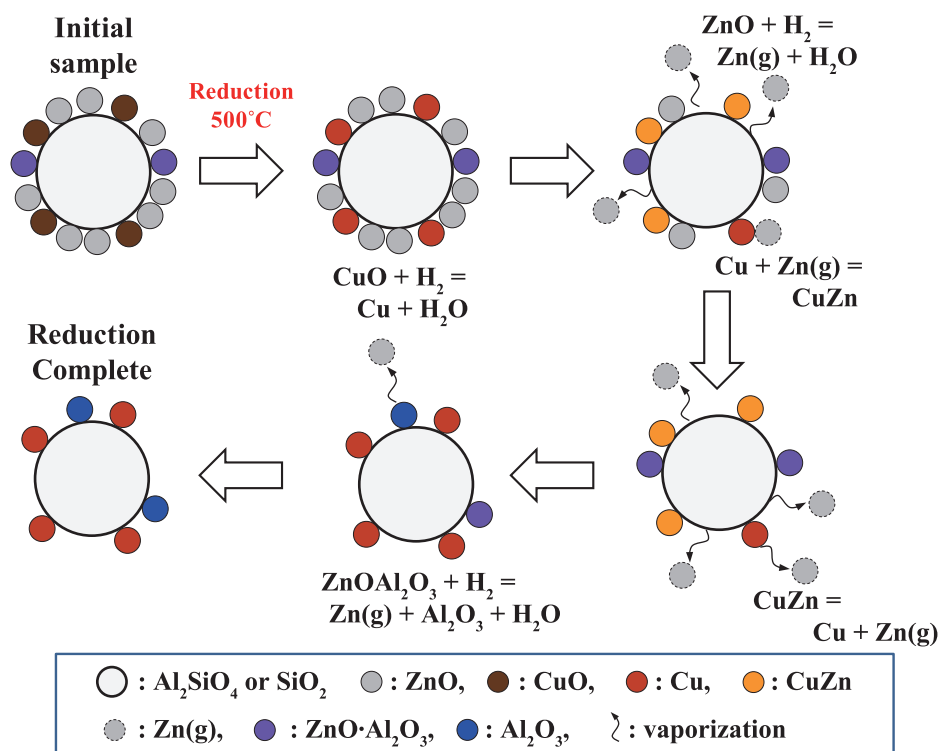 Initial
sample
Reduction
500°C
ZnO + H₂ =
Zn(g) + H₂O
CuO + H₂ =
Cu + H₂O
Cu + Zn(g) =
CuZn
Reduction
Complete
ZnOAl₂O₃ + H₂ =
Zn(g) + Al₂O₃ + H₂O
CuZn =
Cu + Zn(g)
: Al₂SiO₄ or SiO₂ : ZnO, : CuO, : Cu, : CuZn
: Zn(g), : ZnO·Al₂O₃, : Al₂O₃, : vaporization